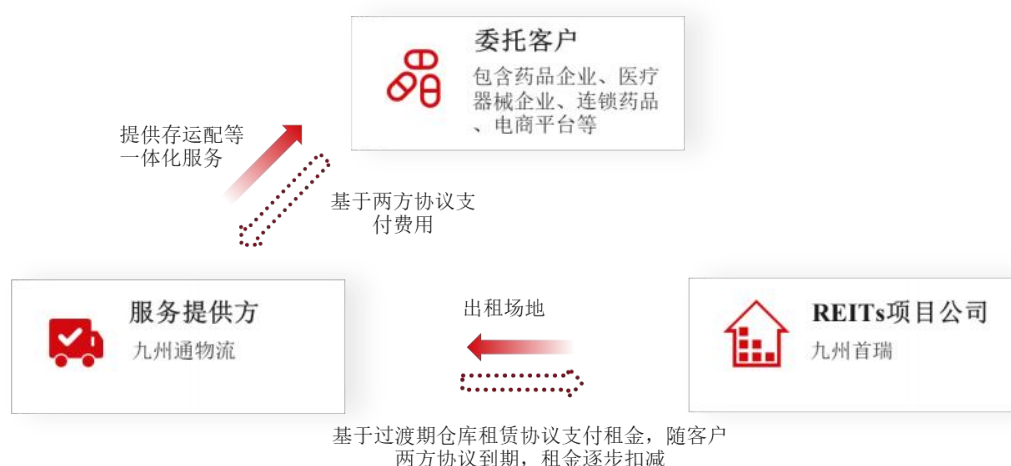 委托客户
包含药品企业、医疗
器械企业、连锁药品
、电商平台等
提供存运配等
一体化服务
基于两方协议支
付费用
服务提供方
九州通物流
出租场地
REITs项目公司
九州首瑞
基于过渡期仓库租赁协议支付租金，随客户
两方协议到期，租金逐步扣减